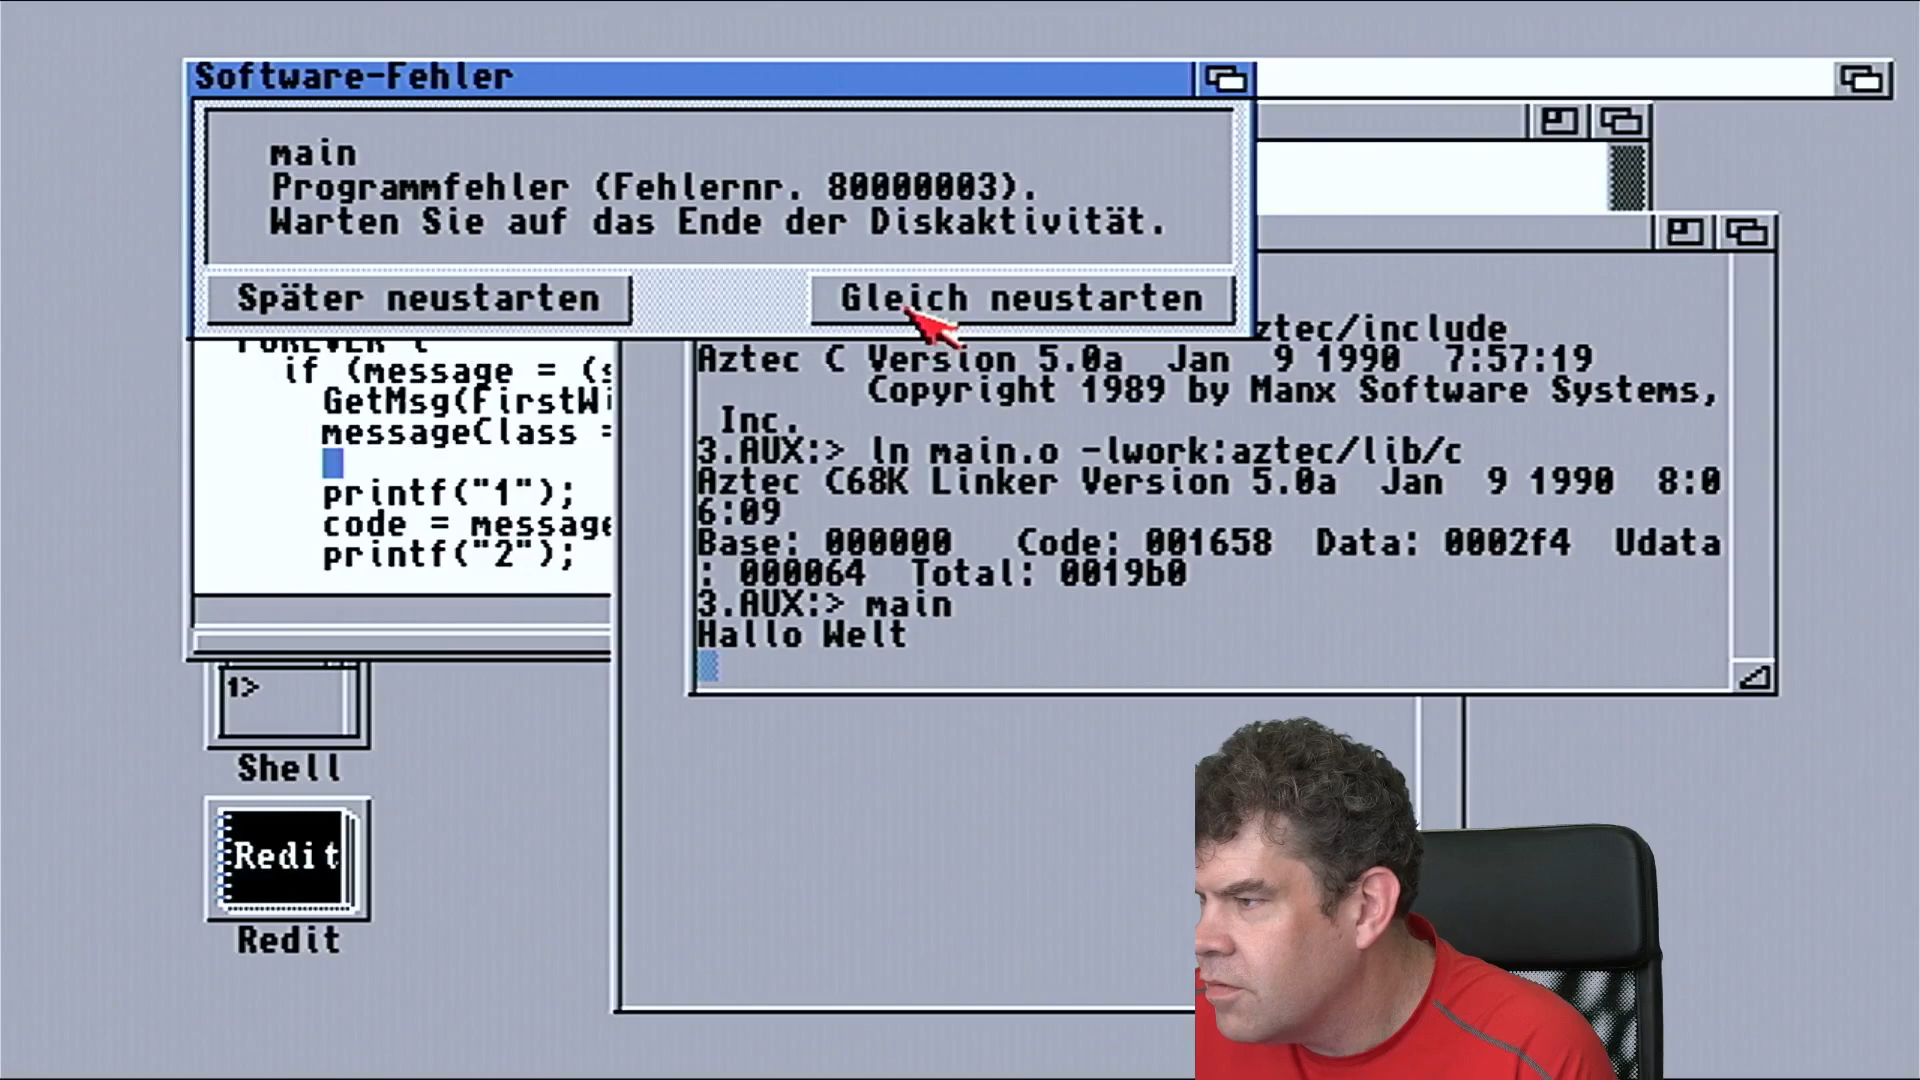 Software-Fehler
main
Programmfehler (Fehlernr. 80000003).
Warten Sie auf das Ende der Diskaktivität.
Später neustarten
Gleich neustarten
FOREVER {
if (message = (s
GetMsg(FirstWi
messageClass =
printf("1");
code = message
printf("2");
ztec/include
Aztec C Version 5.0a  Jan  9 1990  7:57:19
Copyright 1989 by Manx Software Systems,
Inc.
3.AUX:> ln main.o -lwork:aztec/lib/c
Aztec C68K Linker Version 5.0a  Jan  9 1990  8:0
6:09
Base: 000000   Code: 001658  Data: 0002f4  Udata
: 000064  Total: 0019b0
3.AUX:> main
Hallo Welt
1>
Shell
Redit
Redit